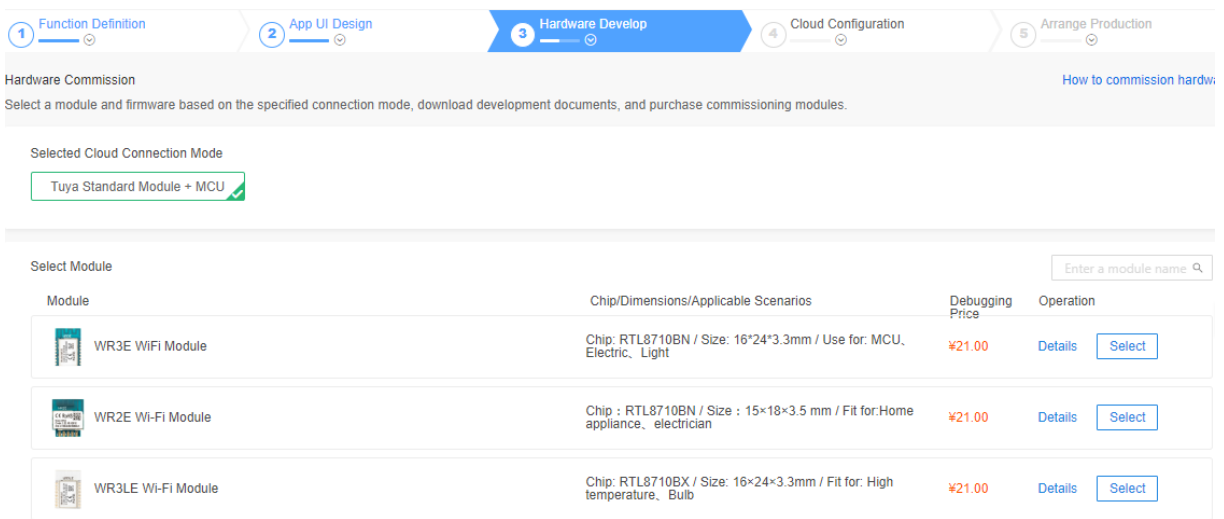 1 Function Definition
2 App UI Design
3 Hardware Develop
4 Cloud Configuration
5 Arrange Production
Hardware Commission
How to commission hardwa
Select a module and firmware based on the specified connection mode, download development documents, and purchase commissioning modules.
Selected Cloud Connection Mode
Tuya Standard Module + MCU
Select Module
Enter a module name
Module
Chip/Dimensions/Applicable Scenarios
Debugging
Price
Operation
WR3E WiFi Module
Chip: RTL8710BN / Size: 16*24*3.3mm / Use for: MCU、
Electric、Light
¥21.00
Details
Select
WR2E Wi-Fi Module
Chip：RTL8710BN / Size：15×18×3.5 mm / Fit for:Home
appliance、electrician
¥21.00
Details
Select
WR3LE Wi-Fi Module
Chip: RTL8710BX / Size: 16×24×3.3mm / Fit for: High
temperature、Bulb
¥21.00
Details
Select